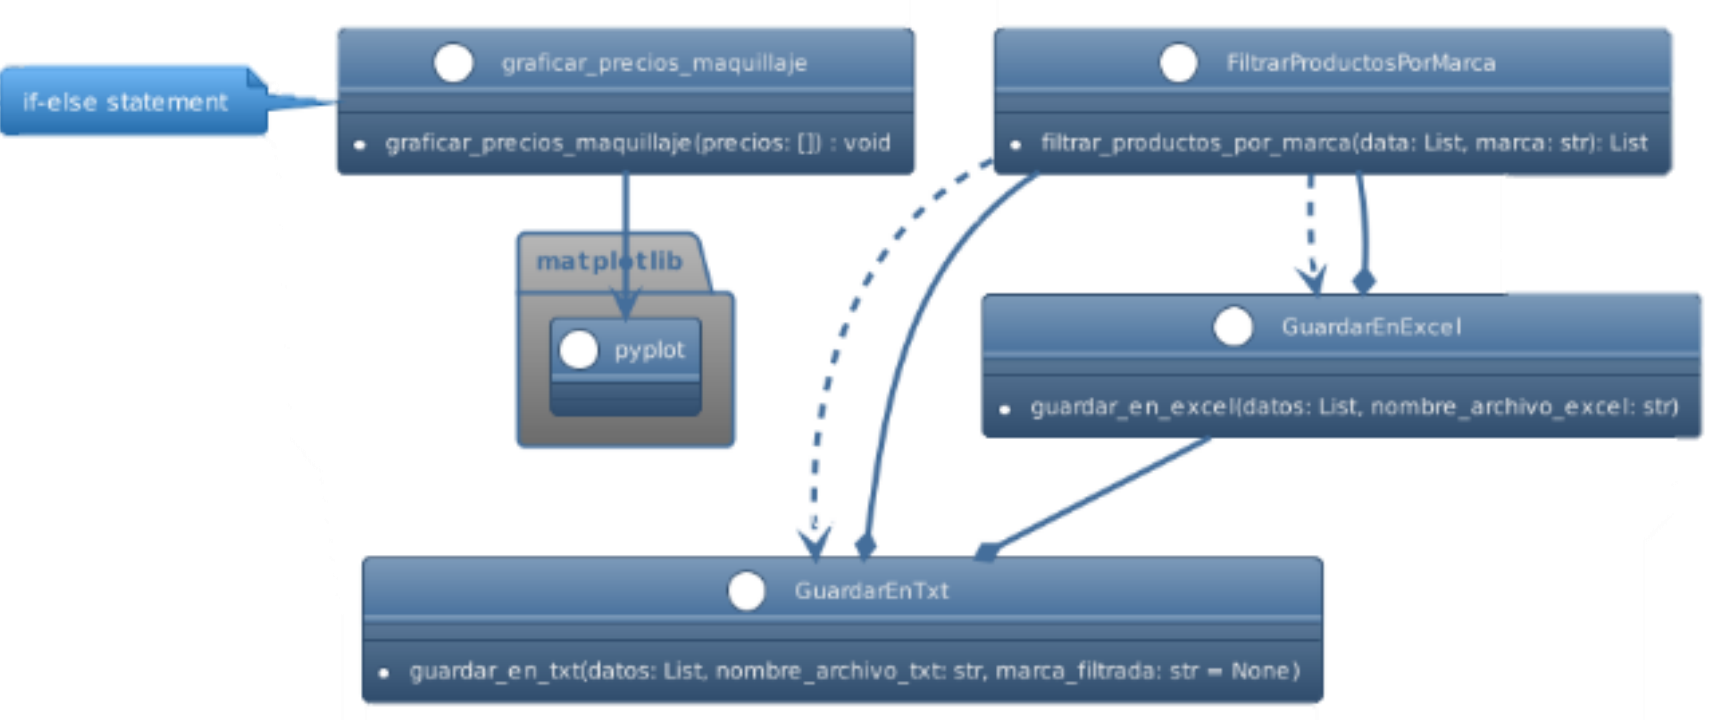 if-else statement
graficar_precios_maquillaje
graficar_precios_maquillaje(precios: []) : void
FiltrarProductosPorMarca
filtrar_productos_por_marca(data: List, marca: str): List
matplotlib
pyplot
GuardarEnExcel
guardar_en_excel(datos: List, nombre_archivo_excel: str)
GuardarEnTxt
guardar_en_txt(datos: List, nombre_archivo_txt: str, marca_filtrada: str = None)